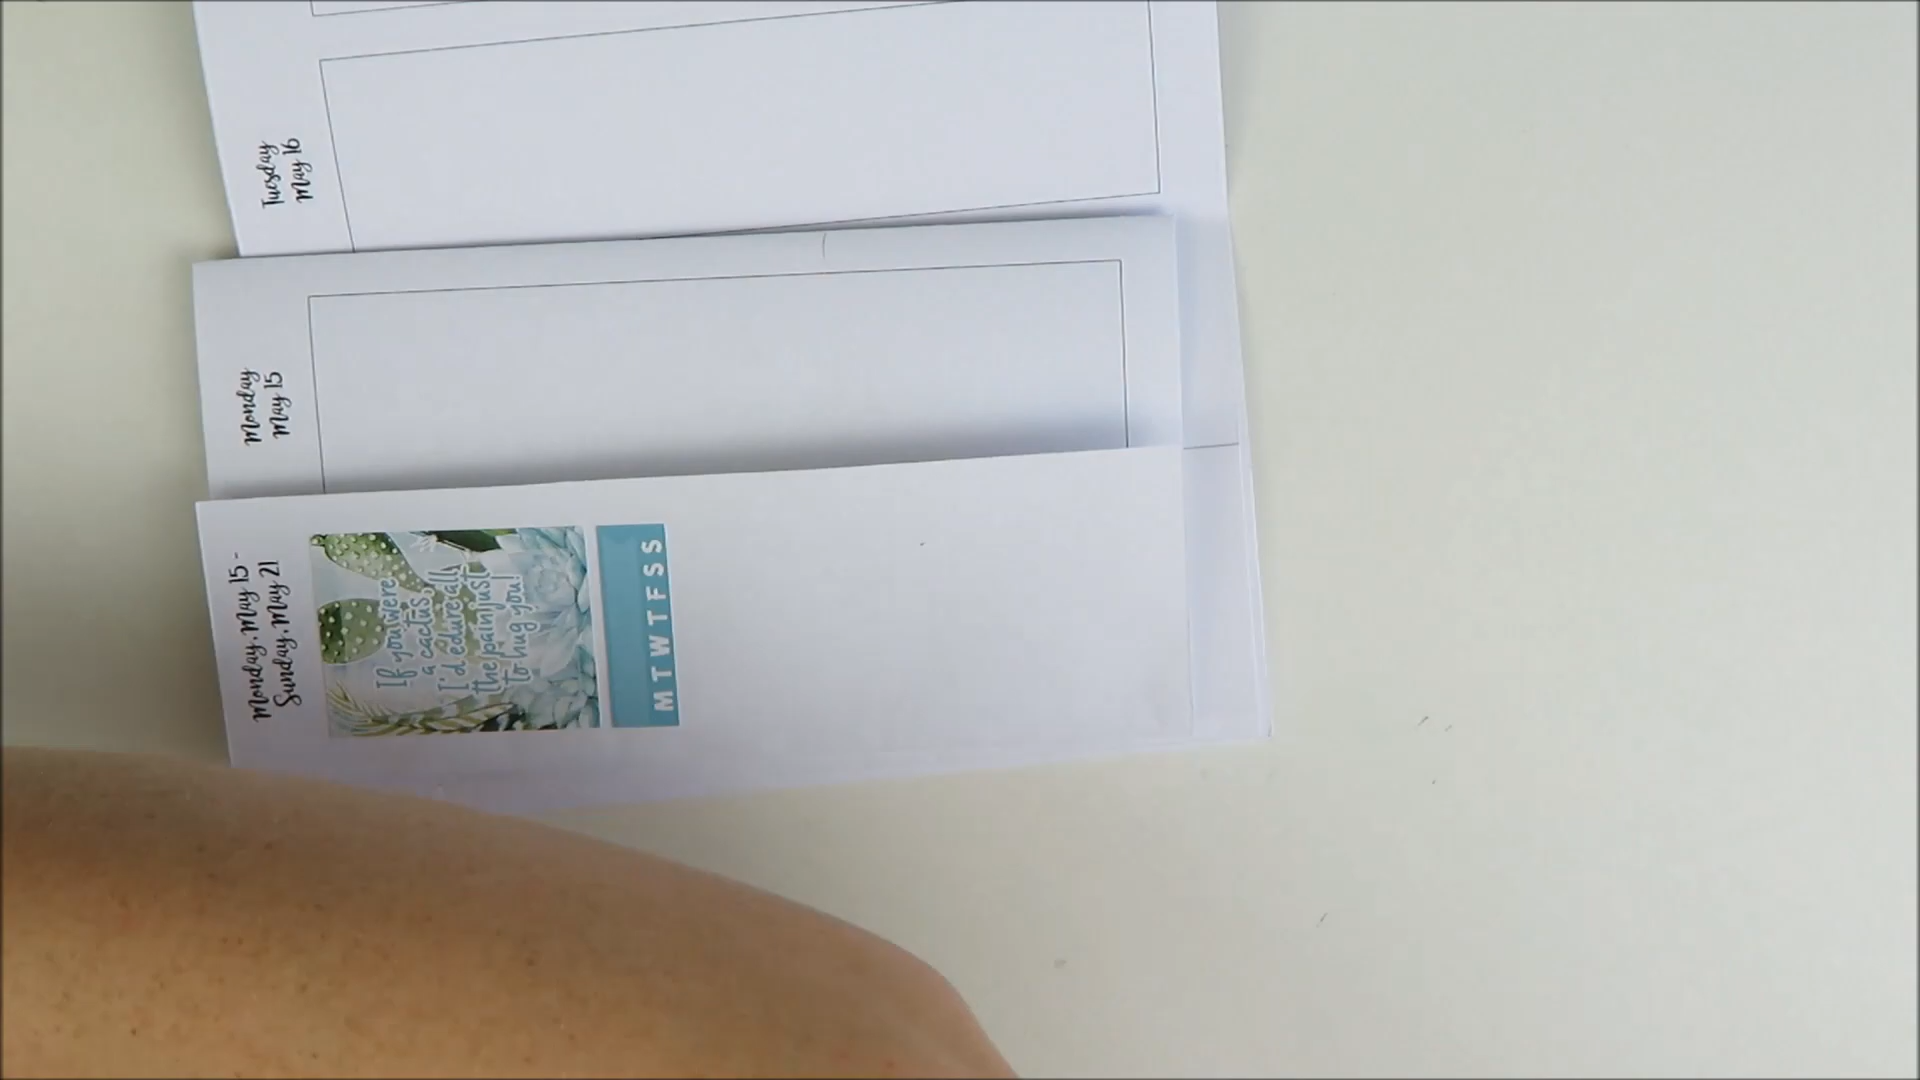 Tuesday
May 16
Monday
May 15
Monday, May 15 -
Sunday, May 21
If you were
a cactus,
I'd edure all
the pain just
to hug you!
M T W T F S S